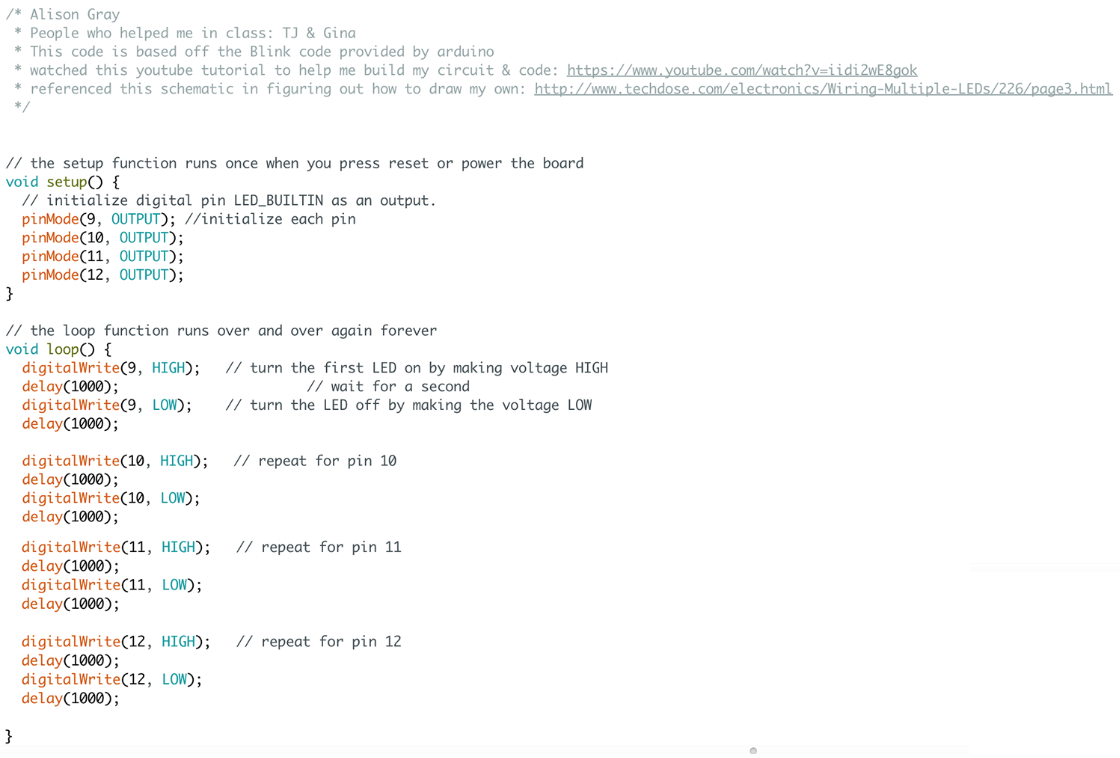 /* Alison Gray
* People who helped me in class: TJ & Gina
* This code is based off the Blink code provided by arduino
* watched this youtube tutorial to help me build my circuit & code: https://www.youtube.com/watch?v=iidi2wE8gok
* referenced this schematic in figuring out how to draw my own: http://www.techdose.com/electronics/Wiring-Multiple-LEDs/226/page3.html
*/
// the setup function runs once when you press reset or power the board
void setup() {
// initialize digital pin LED_BUILTIN as an output.
pinMode(9, OUTPUT); //initialize each pin
pinMode(10, OUTPUT);
pinMode(11, OUTPUT);
pinMode(12, OUTPUT);
}
// the loop function runs over and over again forever
void loop() {
digitalWrite(9, HIGH); // turn the first LED on by making voltage HIGH
delay(1000); // wait for a second
digitalWrite(9, LOW); // turn the LED off by making the voltage LOW
delay(1000);
digitalWrite(10, HIGH); // repeat for pin 10
delay(1000);
digitalWrite(10, LOW);
delay(1000);
digitalWrite(11, HIGH); // repeat for pin 11
delay(1000);
digitalWrite(11, LOW);
delay(1000);
digitalWrite(12, HIGH); // repeat for pin 12
delay(1000);
digitalWrite(12, LOW);
delay(1000);
}